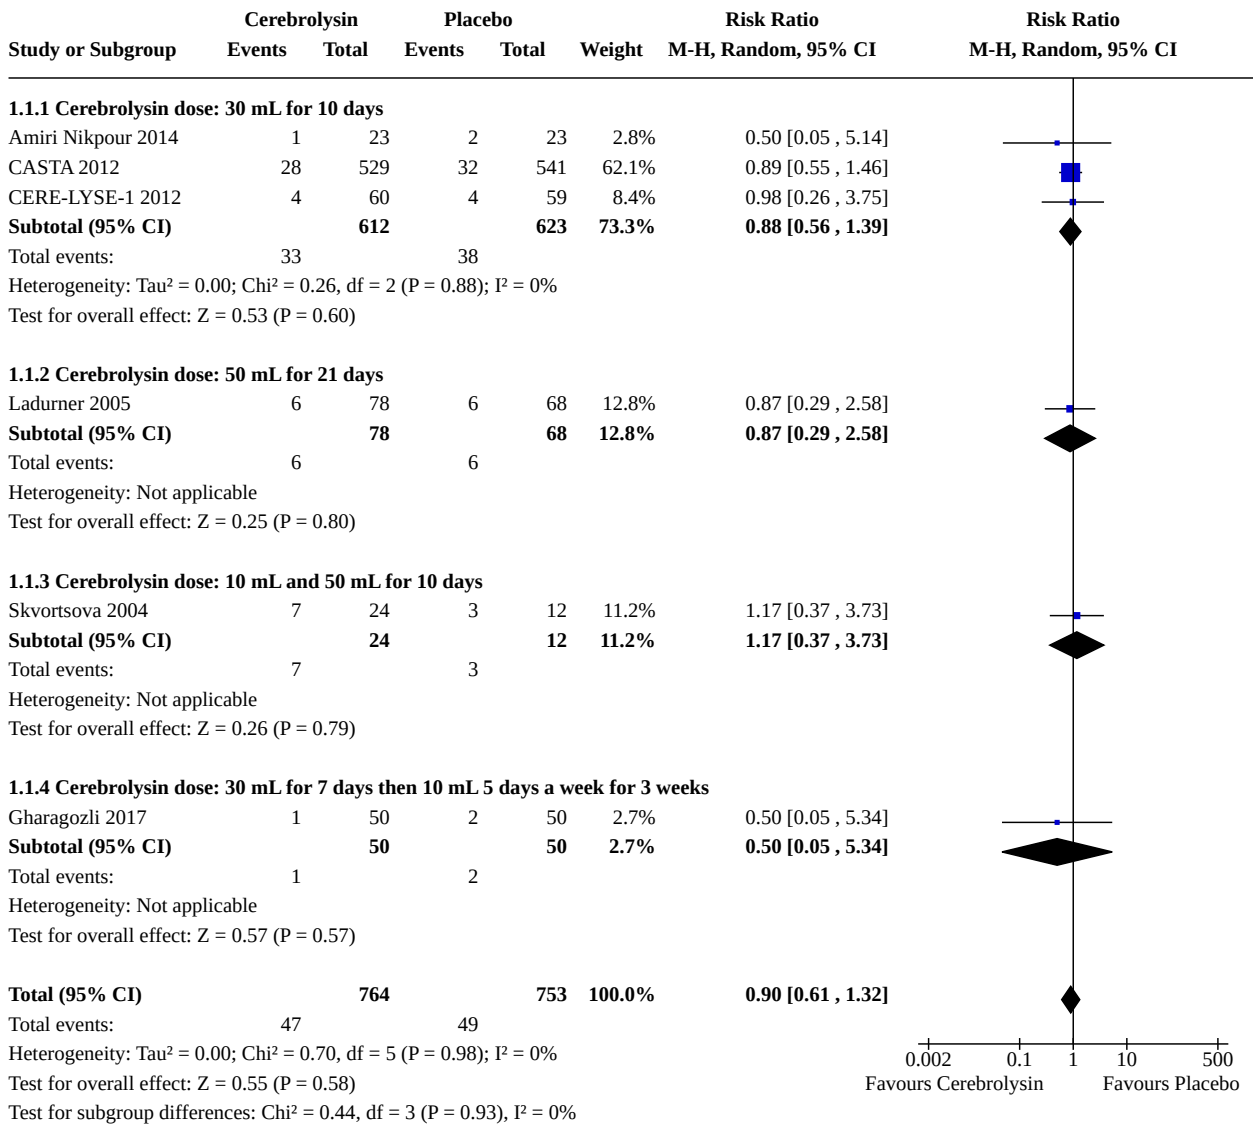 Cerebrolysin Placebo Risk Ratio Risk Ratio
Study or Subgroup Events Total Events Total Weight M-H, Random, 95% CI M-H, Random, 95% CI
1.1.1 Cerebrolysin dose: 30 mL for 10 days
Amiri Nikpour 2014 1 23 2 23 2.8% 0.50 [0.05 , 5.14]
CASTA 2012 28 529 32 541 62.1% 0.89 [0.55 , 1.46]
CERE-LYSE-1 2012 4 60 4 59 8.4% 0.98 [0.26 , 3.75]
Subtotal (95% CI) 612 623 73.3% 0.88 [0.56 , 1.39]
Total events: 33 38
Heterogeneity: Tau² = 0.00; Chi² = 0.26, df = 2 (P = 0.88); I² = 0%
Test for overall effect: Z = 0.53 (P = 0.60)
1.1.2 Cerebrolysin dose: 50 mL for 21 days
Ladurner 2005 6 78 6 68 12.8% 0.87 [0.29 , 2.58]
Subtotal (95% CI) 78 68 12.8% 0.87 [0.29 , 2.58]
Total events: 6 6
Heterogeneity: Not applicable
Test for overall effect: Z = 0.25 (P = 0.80)
1.1.3 Cerebrolysin dose: 10 mL and 50 mL for 10 days
Skvortsova 2004 7 24 3 12 11.2% 1.17 [0.37 , 3.73]
Subtotal (95% CI) 24 12 11.2% 1.17 [0.37 , 3.73]
Total events: 7 3
Heterogeneity: Not applicable
Test for overall effect: Z = 0.26 (P = 0.79)
1.1.4 Cerebrolysin dose: 30 mL for 7 days then 10 mL 5 days a week for 3 weeks
Gharagozli 2017 1 50 2 50 2.7% 0.50 [0.05 , 5.34]
Subtotal (95% CI) 50 50 2.7% 0.50 [0.05 , 5.34]
Total events: 1 2
Heterogeneity: Not applicable
Test for overall effect: Z = 0.57 (P = 0.57)
Total (95% CI) 764 753 100.0% 0.90 [0.61 , 1.32]
Total events: 47 49
Heterogeneity: Tau² = 0.00; Chi² = 0.70, df = 5 (P = 0.98); I² = 0%
0.002 0.1 1 10 500
Test for overall effect: Z = 0.55 (P = 0.58)
Favours Cerebrolysin Favours Placebo
Test for subgroup differences: Chi² = 0.44, df = 3 (P = 0.93), I² = 0%